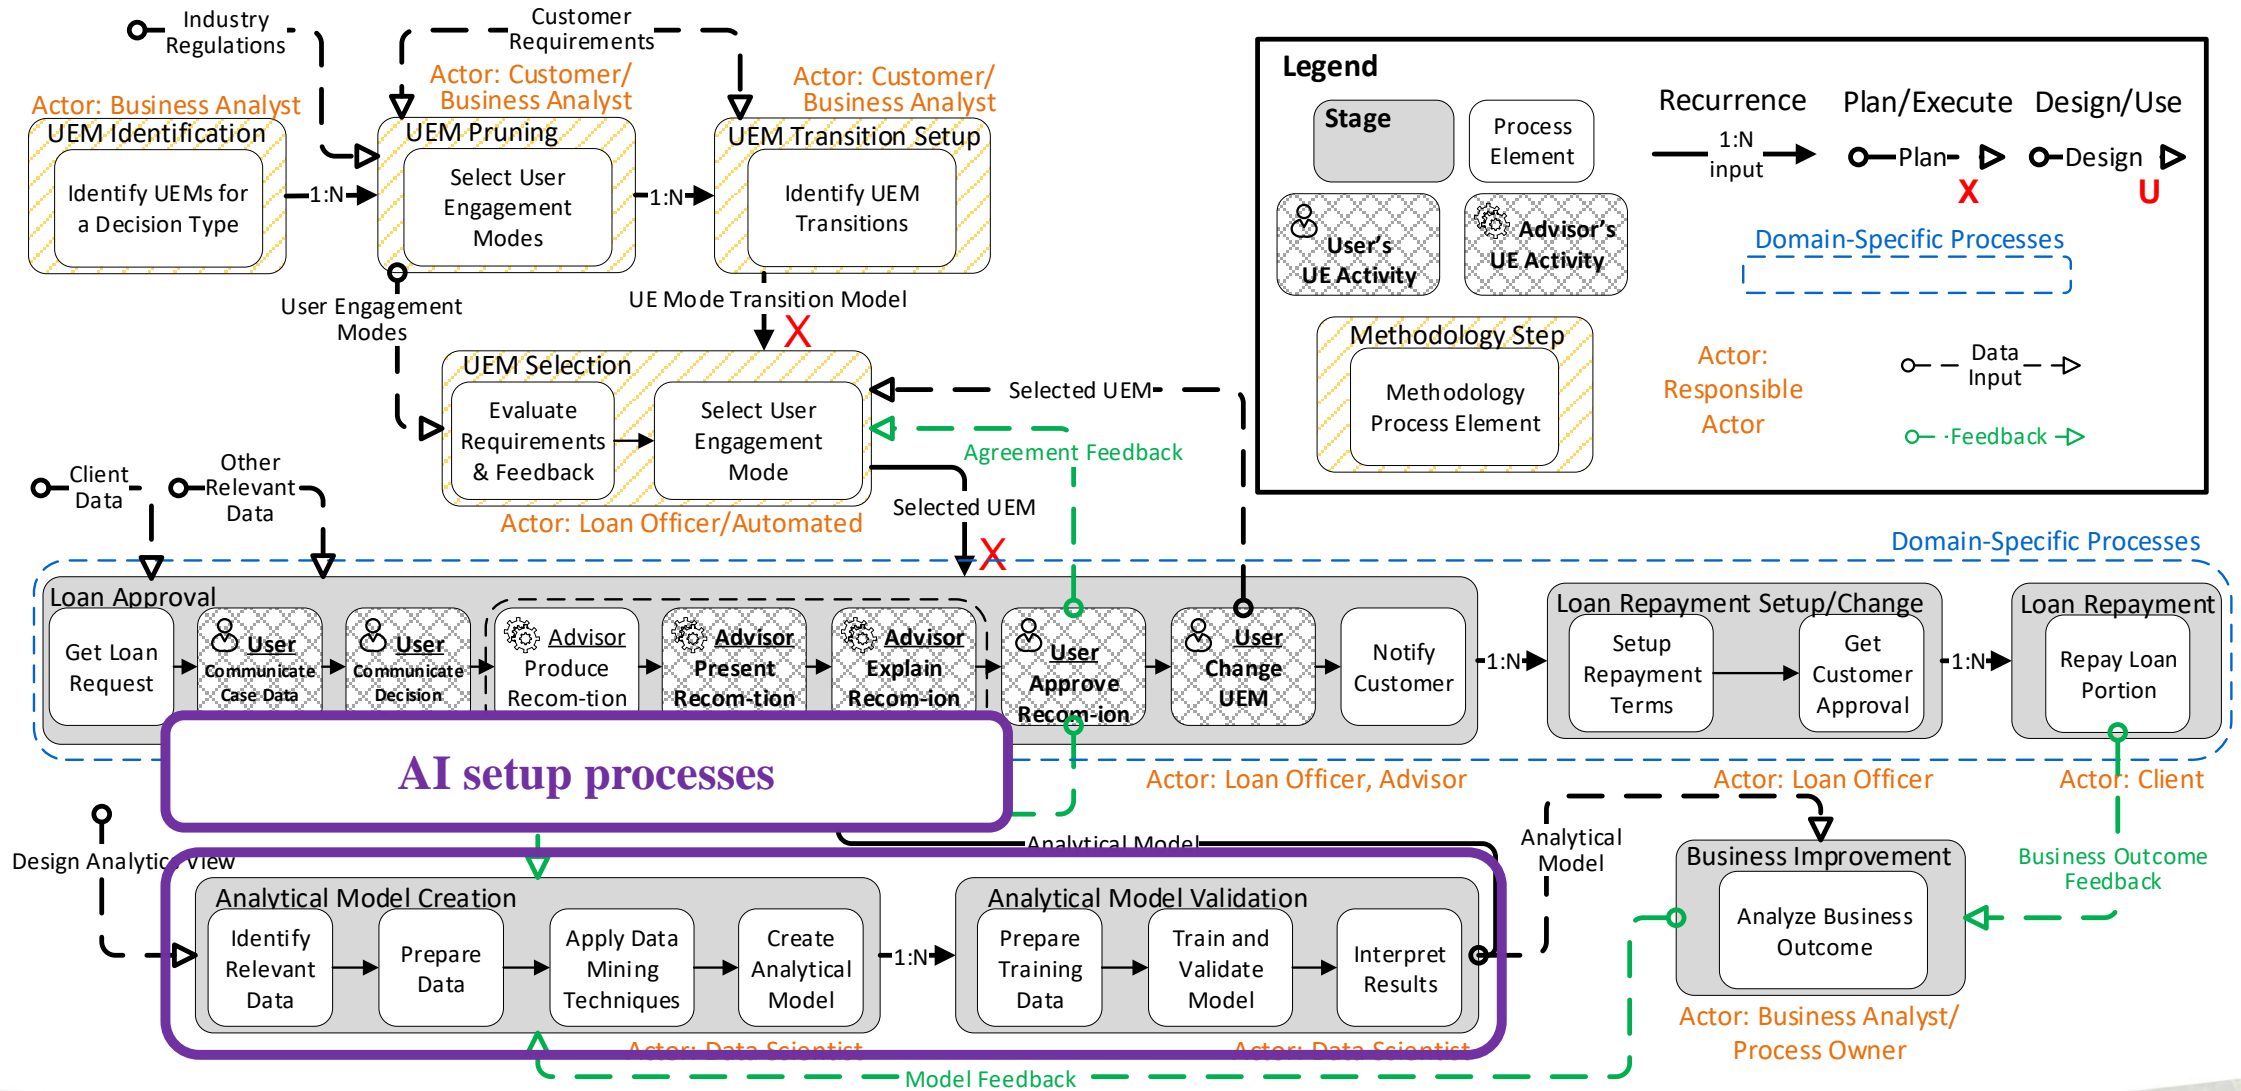 Industry
Regulations
Customer
Requirements
Actor: Business Analyst
Actor: Customer/
Business Analyst
Actor: Customer/
Business Analyst
UEM Identification
Identify UEMs for
a Decision Type
1:N
UEM Pruning
Select User
Engagement
Modes
1:N
UEM Transition Setup
Identify UEM
Transitions
User Engagement
Modes
UE Mode Transition Model
X
UEM Selection
Evaluate
Requirements
& Feedback
Select User
Engagement
Mode
Selected UEM
Agreement Feedback
Selected UEM
X
Actor: Loan Officer/Automated
Legend
Stage
Process
Element
Recurrence
1:N
input
Plan/Execute
Plan
X
Design/Use
Design
U
User's
UE Activity
Advisor's
UE Activity
Domain-Specific Processes
Methodology Step
Methodology
Process Element
Actor:
Responsible
Actor
Data
Input
Feedback
Client
Data
Other
Relevant
Data
Domain-Specific Processes
Loan Approval
Get Loan
Request
User
Communicate
Case Data
User
Communicate
Decision
Advisor
Produce
Recom-tion
Advisor
Present
Recom-tion
Advisor
Explain
Recom-ion
User
Approve
Recom-ion
User
Change
UEM
Notify
Customer
1:N
Loan Repayment Setup/Change
Setup
Repayment
Terms
Get
Customer
Approval
1:N
Loan Repayment
Repay Loan
Portion
AI setup processes
Actor: Loan Officer, Advisor
Actor: Loan Officer
Actor: Client
Design Analytics View
Analytical Model
Analytical
Model
Business Outcome
Feedback
Analytical Model Creation
Identify
Relevant
Data
Prepare
Data
Apply Data
Mining
Techniques
Create
Analytical
Model
1:N
Analytical Model Validation
Prepare
Training
Data
Train and
Validate
Model
Interpret
Results
Business Improvement
Analyze Business
Outcome
Actor: Data Scientist
Actor: Data Scientist
Actor: Business Analyst/
Process Owner
Model Feedback